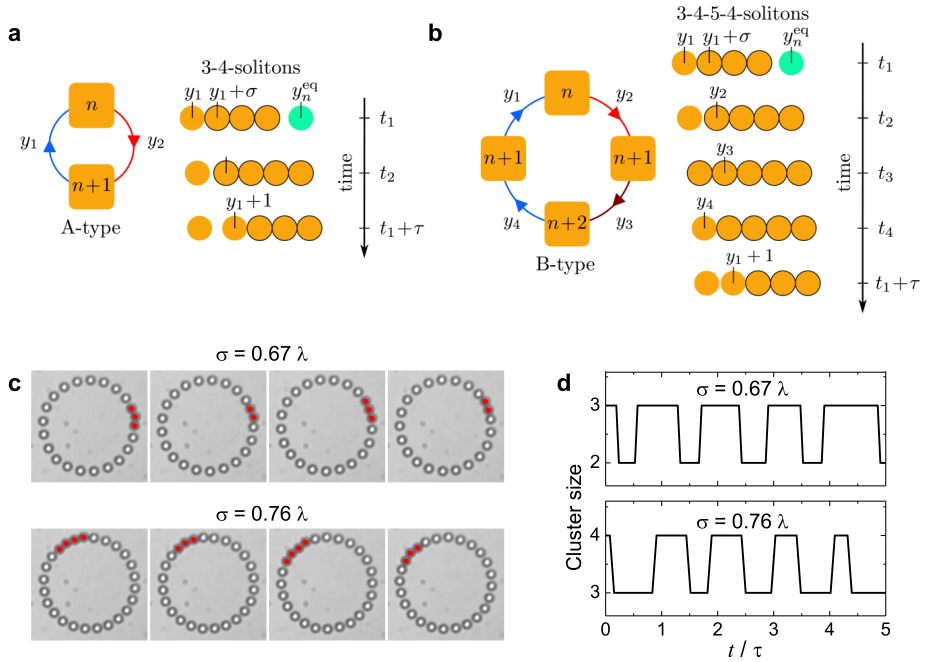 a
3-4-solitons
y₁ y₁+σ yₙᵉq
n
t₁
y₁ y₂
time
n+1
t₂
A-type
y₁+1
t₁+τ
b
3-4-5-4-solitons
y₁ y₁+σ yₙᵉq
t₁
n
y₁ y₂
y₂
t₂
n+1 n+1
y₃
time
t₃
y₄ y₃
n+2
y₄
t₄
B-type
y₁+1
t₁+τ
c
σ = 0.67 λ
σ = 0.76 λ
d
Cluster size
σ = 0.67 λ
3
2
σ = 0.76 λ
4
3
0 1 2 3 4 5
t / τ